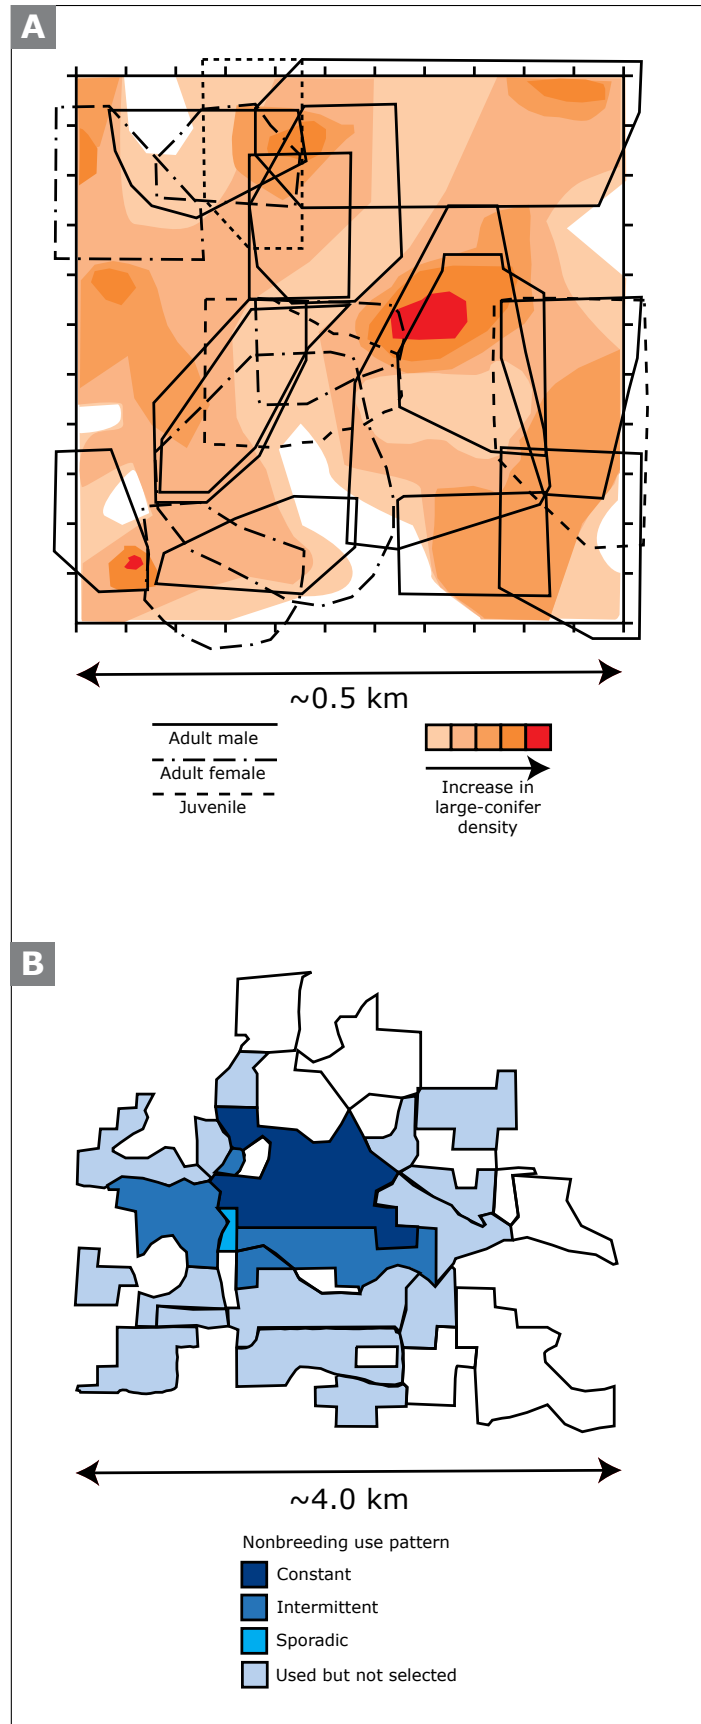 A
~0.5 km
Adult male
Adult female
Juvenile
Increase in
large-conifer
density
B
~4.0 km
Nonbreeding use pattern
Constant
Intermittent
Sporadic
Used but not selected